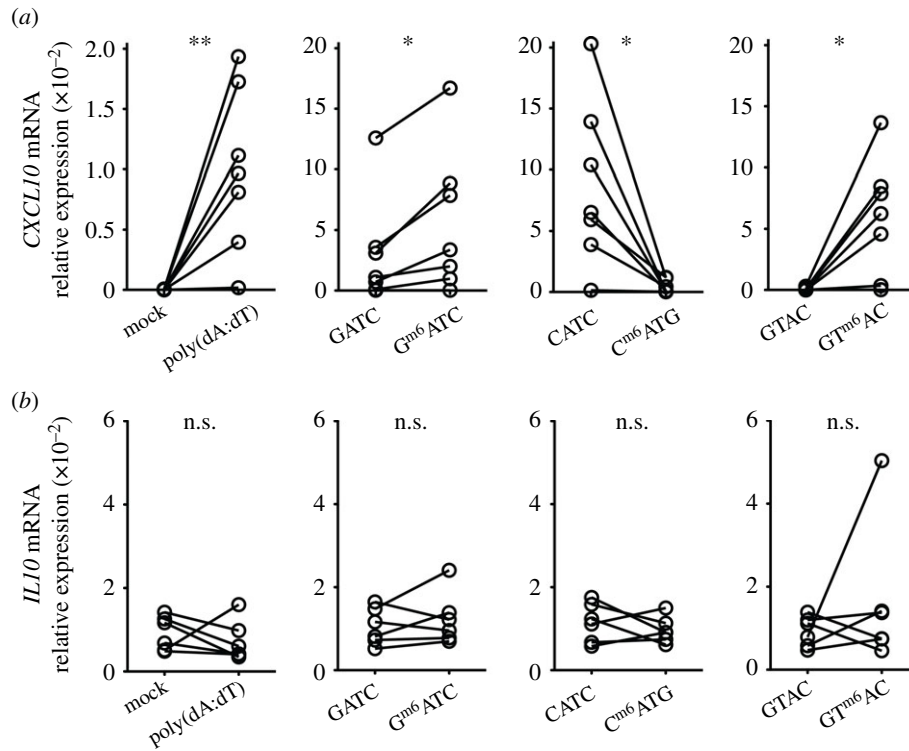 (a)
CXCL10 mRNA
relative expression (×10⁻²)
**
2.0
1.5
1.0
0.5
0
mock
poly(dA:dT)
*
20
15
10
5
0
GATC
Gᵐ⁶ATC
*
20
15
10
5
0
CATC
Cᵐ⁶ATG
*
20
15
10
5
0
GTAC
GTᵐ⁶AC
(b)
IL10 mRNA
relative expression (×10⁻²)
n.s.
6
4
2
0
mock
poly(dA:dT)
n.s.
6
4
2
0
GATC
Gᵐ⁶ATC
n.s.
6
4
2
0
CATC
Cᵐ⁶ATG
n.s.
6
4
2
0
GTAC
GTᵐ⁶AC